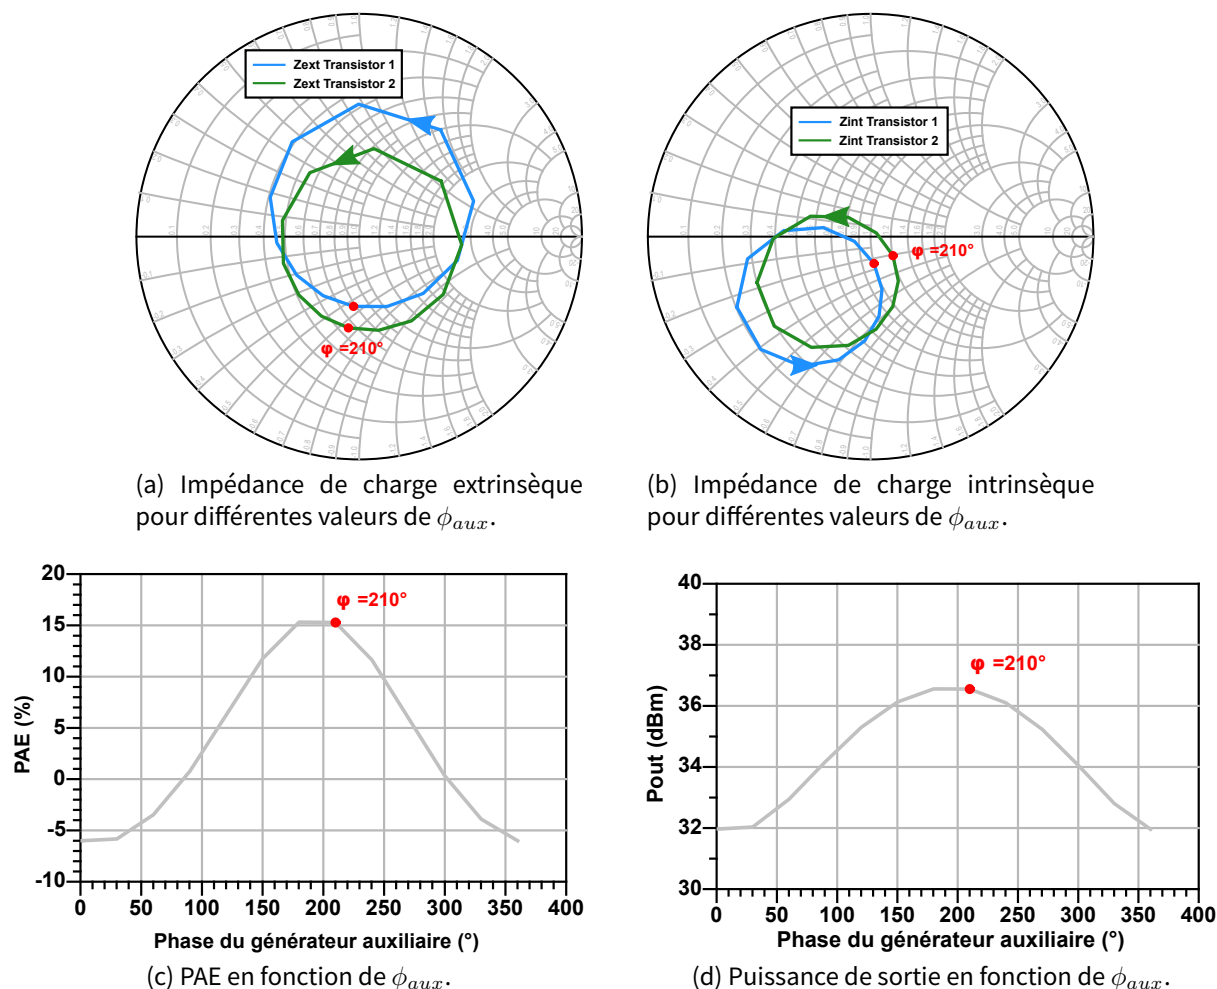 Zext Transistor 1
Zext Transistor 2
φ =210°
Zint Transistor 1
Zint Transistor 2
φ =210°
(a) Impédance de charge extrinsèque
pour différentes valeurs de ϕaux.
(b) Impédance de charge intrinsèque
pour différentes valeurs de ϕaux.
20
15
10
5
0
-5
-10
PAE (%)
φ =210°
0 50 100 150 200 250 300 350 400
Phase du générateur auxiliaire (°)
(c) PAE en fonction de ϕaux.
40
38
36
34
32
30
Pout (dBm)
φ =210°
0 50 100 150 200 250 300 350 400
Phase du générateur auxiliaire (°)
(d) Puissance de sortie en fonction de ϕaux.